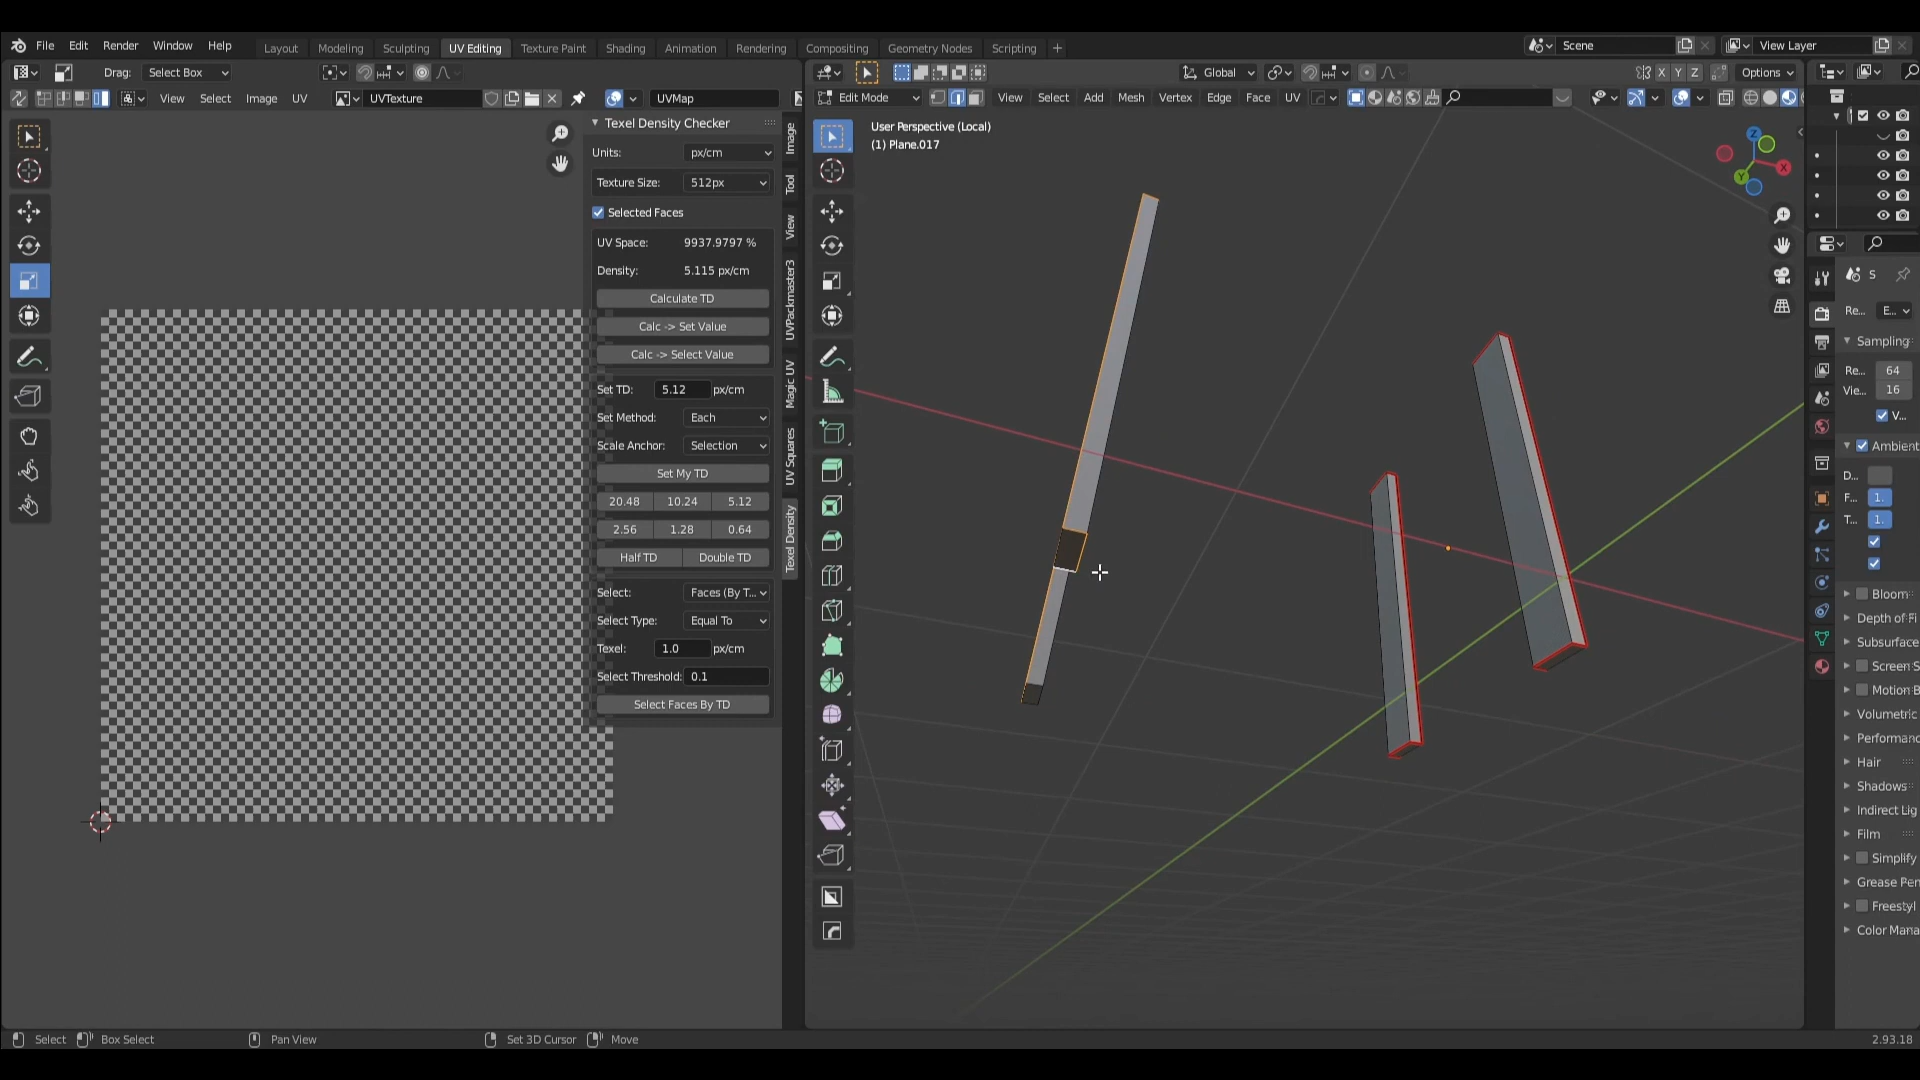 File Edit Render Window Help
Layout Modeling Sculpting UV Editing Texture Paint Shading Animation Rendering Compositing Geometry Nodes Scripting +
Scene
View Layer
Drag: Select Box
Global
X Y Z
Options
View Select Image UV
UVTexture
UVMap
Edit Mode
View Select Add Mesh Vertex Edge Face UV
Texel Density Checker
Units: px/cm
Texture Size: 512px
Selected Faces
UV Space: 9937.9797 %
Density: 5.115 px/cm
Calculate TD
Calc -> Set Value
Calc -> Select Value
Set TD: 5.12 px/cm
Set Method: Each
Scale Anchor: Selection
Set My TD
20.48 10.24 5.12
2.56 1.28 0.64
Half TD Double TD
Select: Faces (By T...
Select Type: Equal To
Texel: 1.0 px/cm
Select Threshold: 0.1
Select Faces By TD
Image
Tool
View
UVPackmaster3
Magic UV
UV Squares
Texel Density
User Perspective (Local)
(1) Plane.017
Z
X
Y
S
Re... E...
Sampling
Re... 64
Vie... 16
V...
Ambient
D...
F... 1.
T... 1.
Bloom
Depth of Fi
Subsurface
Screen S
Motion B
Volumetric
Performanc
Hair
Shadows
Indirect Lig
Film
Simplify
Grease Pen
Freestyl
Color Mana
Select Box Select Pan View Set 3D Cursor Move
2.93.18